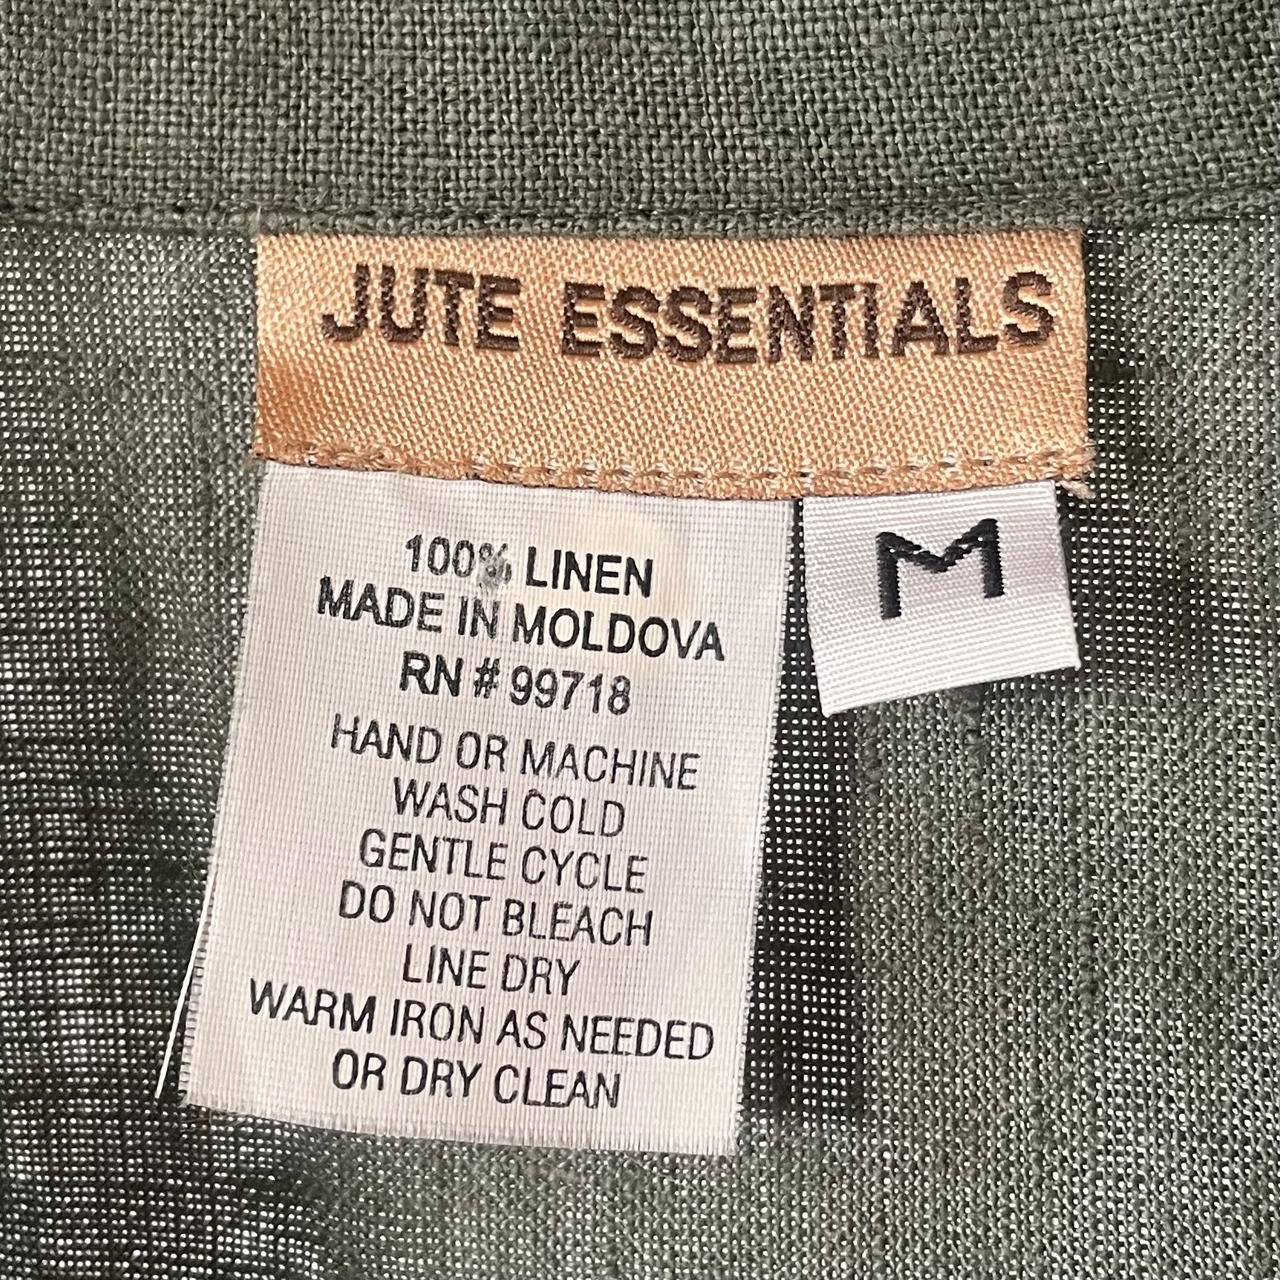 JUTE ESSENTIALS
M
100% LINEN
MADE IN MOLDOVA
RN # 99718
HAND OR MACHINE
WASH COLD
GENTLE CYCLE
DO NOT BLEACH
LINE DRY
WARM IRON AS NEEDED
OR DRY CLEAN